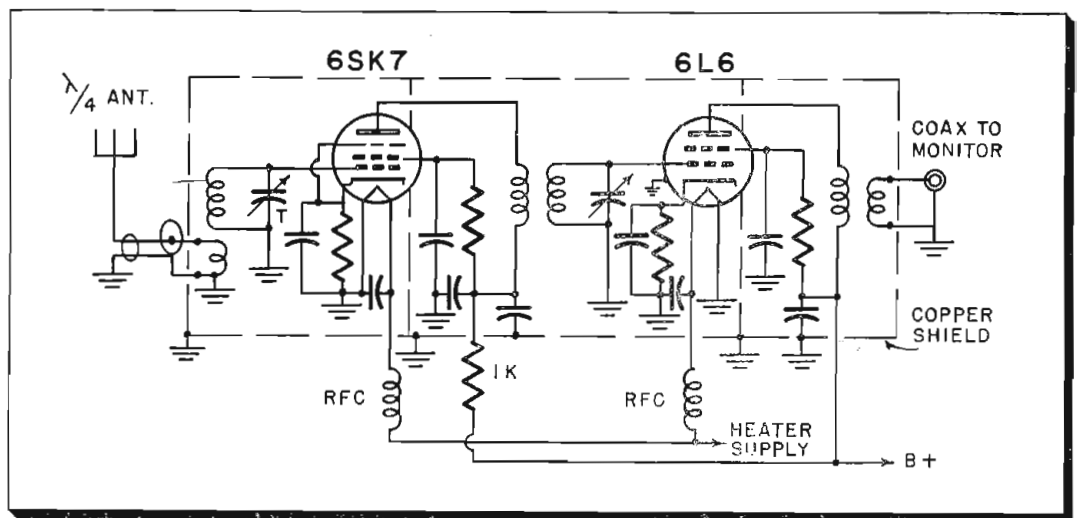 6SK7
6L6
λ/4 ANT.
COAX TO
MONITOR
T
COPPER
SHIELD
1K
RFC
RFC
HEATER
SUPPLY
B+